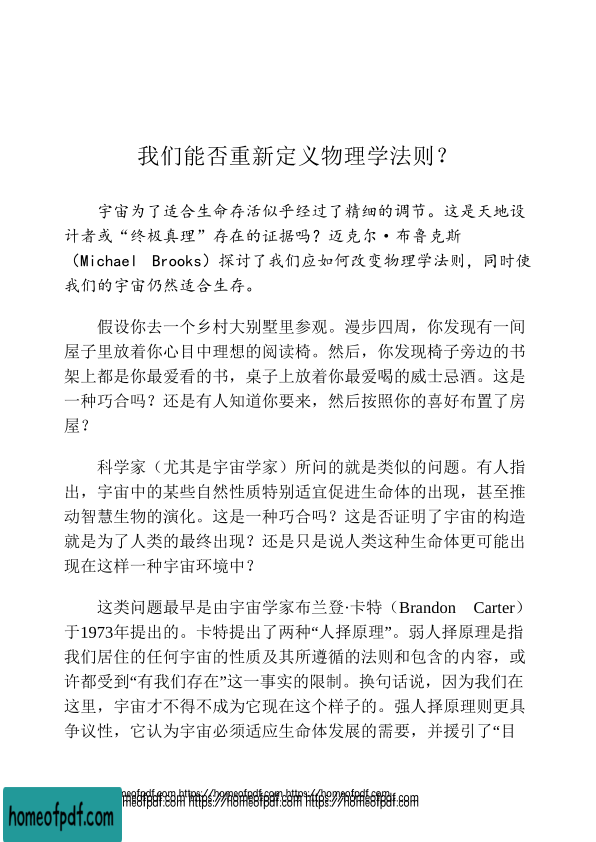 我们能否重新定义物理学法则？
宇宙为了适合生命存活似乎经过了精细的调节。这是天地设
计者或“终极真理”存在的证据吗？迈克尔·布鲁克斯
（Michael Brooks）探讨了我们应如何改变物理学法则，同时使
我们的宇宙仍然适合生存。
假设你去一个乡村大别墅里参观。漫步四周，你发现有一间
屋子里放着你心目中理想的阅读椅。然后，你发现椅子旁边的书
架上都是你最爱看的书，桌子上放着你最爱喝的威士忌酒。这是
一种巧合吗？还是有人知道你要来，然后按照你的喜好布置了房
屋？
科学家（尤其是宇宙学家）所问的就是类似的问题。有人指
出，宇宙中的某些自然性质特别适宜促进生命体的出现，甚至推
动智慧生物的演化。这是一种巧合吗？这是否证明了宇宙的构造
就是为了人类的最终出现？还是只是说人类这种生命体更可能出
现在这样一种宇宙环境中？
这类问题最早是由宇宙学家布兰登·卡特（Brandon Carter）
于1973年提出的。卡特提出了两种“人择原理”。弱人择原理是指
我们居住的任何宇宙的性质及其所遵循的法则和包含的内容，或
许都受到“有我们存在”这一事实的限制。换句话说，因为我们在
这里，宇宙才不得不成为它现在这个样子的。强人择原理则更具
争议性，它认为宇宙必须适应生命体发展的需要，并援引了“目
homeofpdf.com https://homeofpdf.com https://homeofpdf.com
homeofpdf.com https://homeofpdf.com https://homeofpdf.com
homeofpdf.com